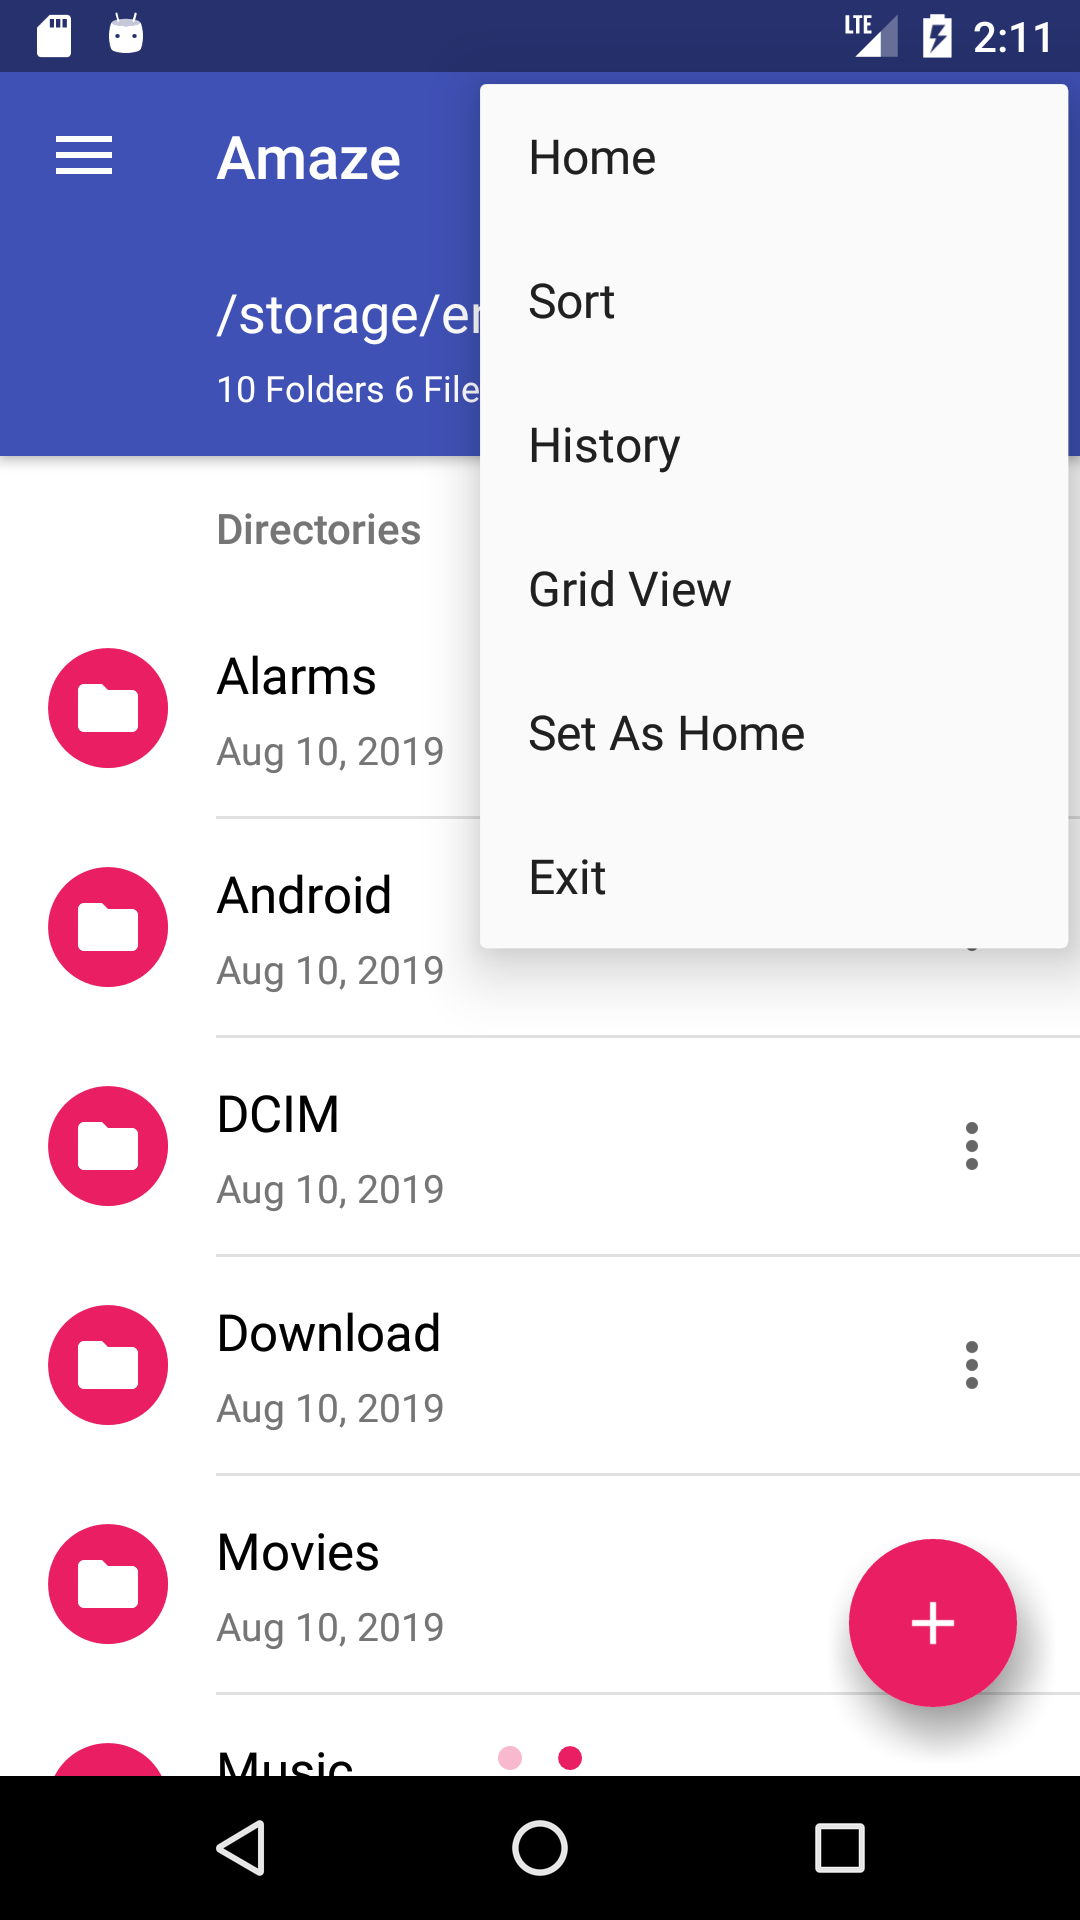 LTE 2:11
Amaze
/storage/e
10 Folders 6 File
Home
Sort
History
Grid View
Set As Home
Exit
Directories
Alarms
Aug 10, 2019
Android
Aug 10, 2019
DCIM
Aug 10, 2019
Download
Aug 10, 2019
Movies
Aug 10, 2019
Music